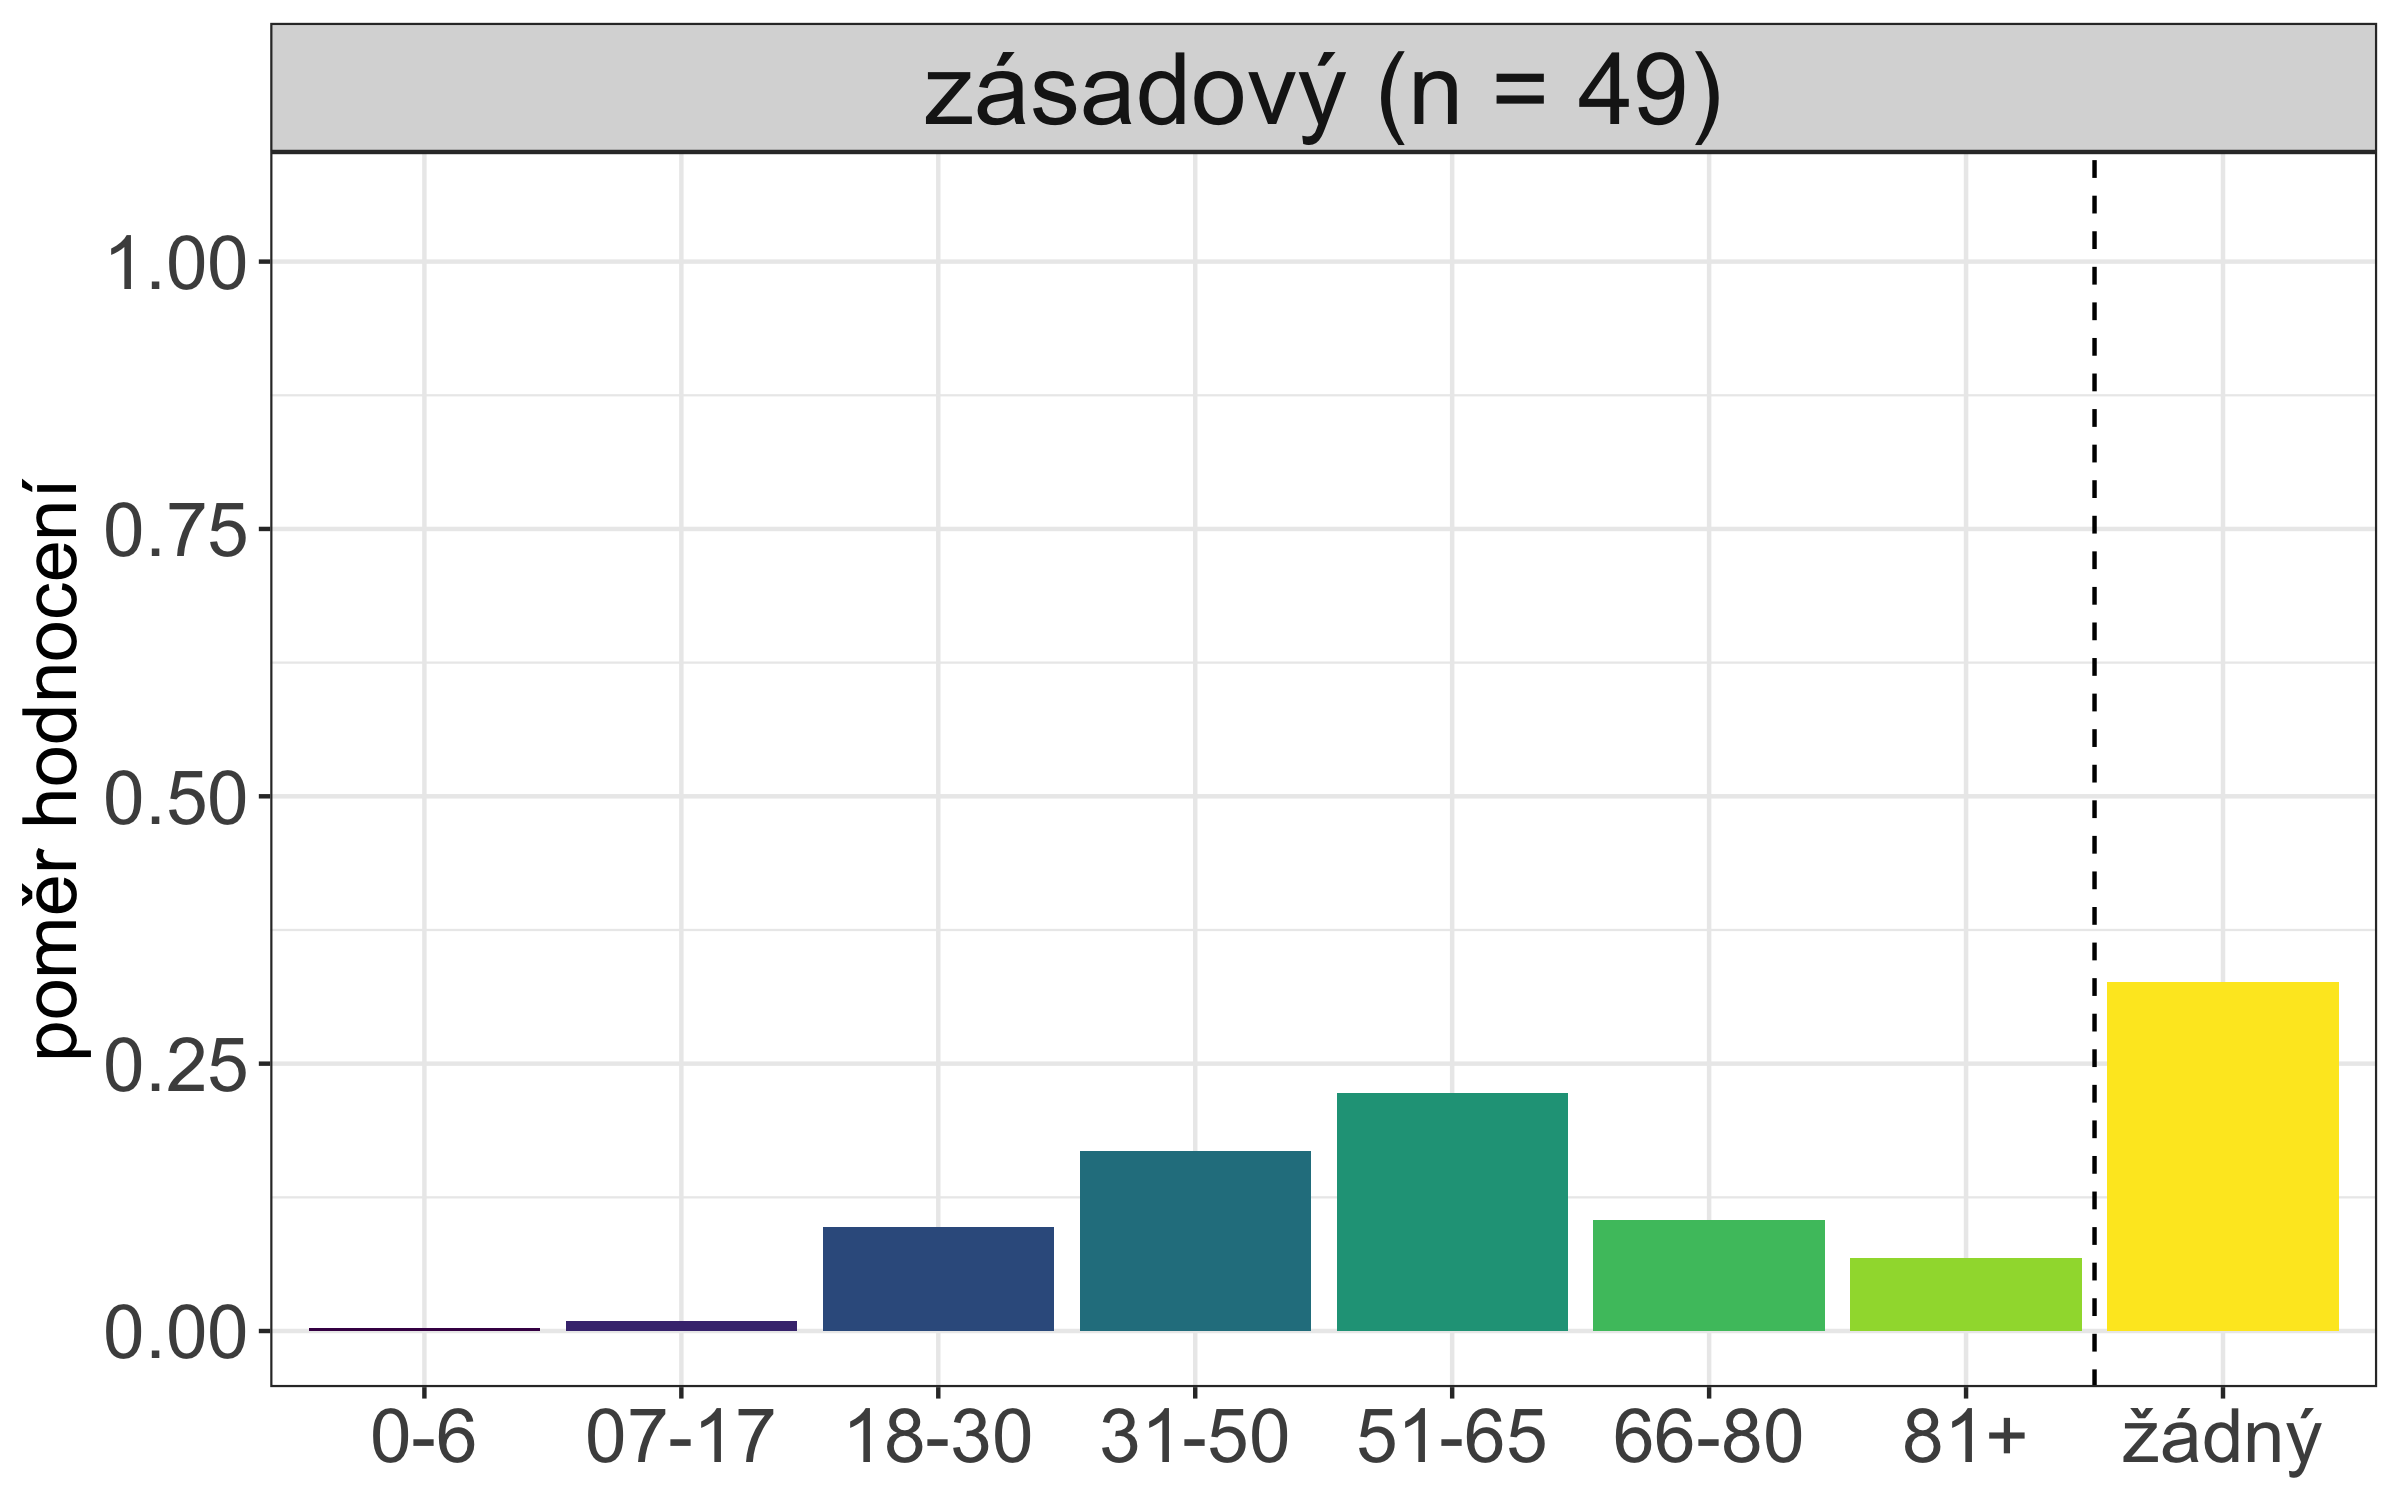 zásadový (n = 49)
poměr hodnocení
1.00
0.75
0.50
0.25
0.00
0-6 07-17 18-30 31-50 51-65 66-80 81+ žádný